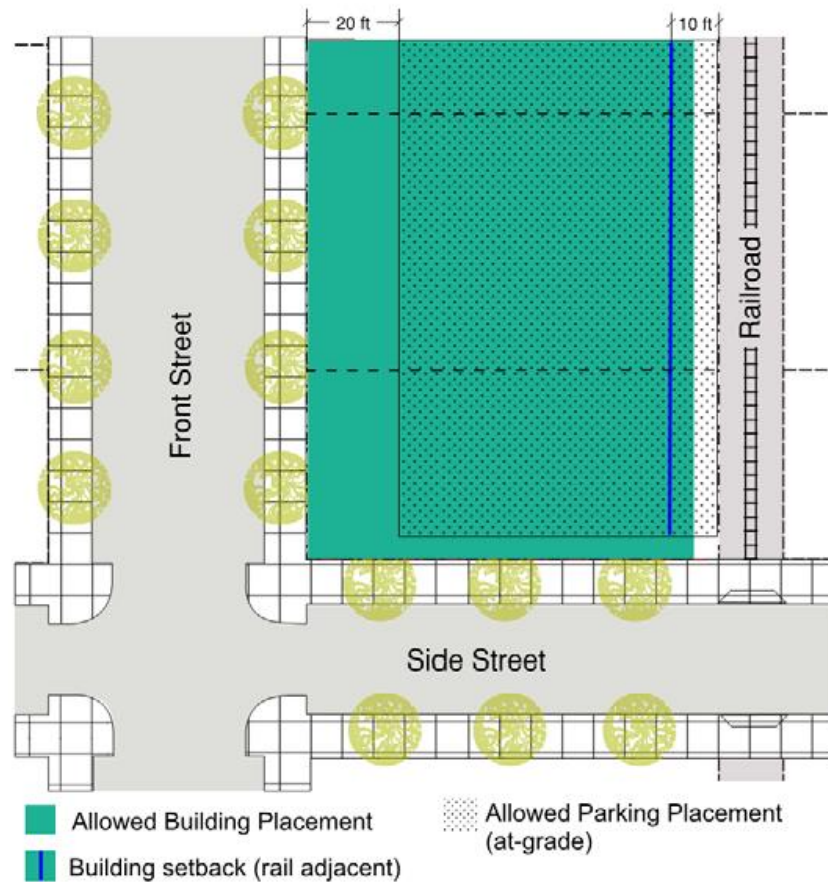 20 ft
10 ft
Front Street
Railroad
Side Street
Allowed Building Placement
Allowed Parking Placement
(at-grade)
Building setback (rail adjacent)